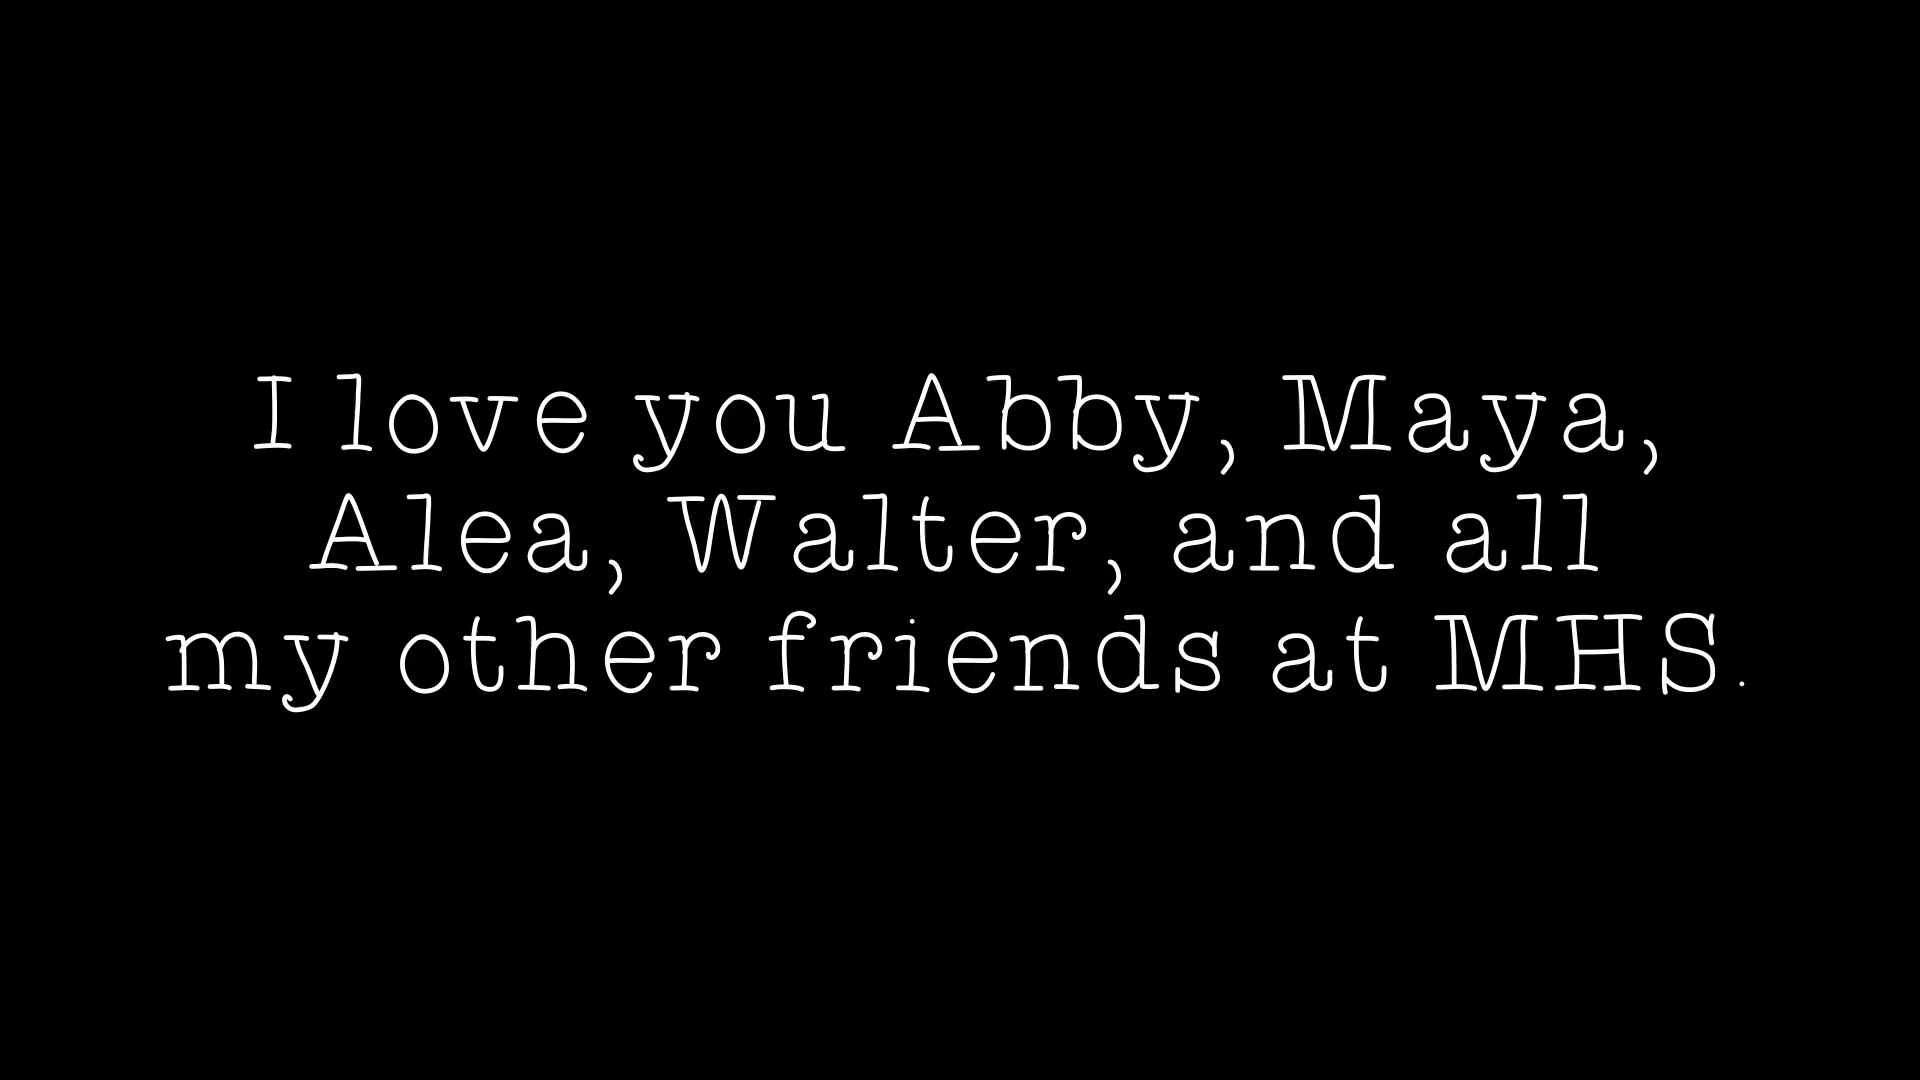 I love you Abby, Maya,
Alea, Walter, and all
my other friends at MHS.